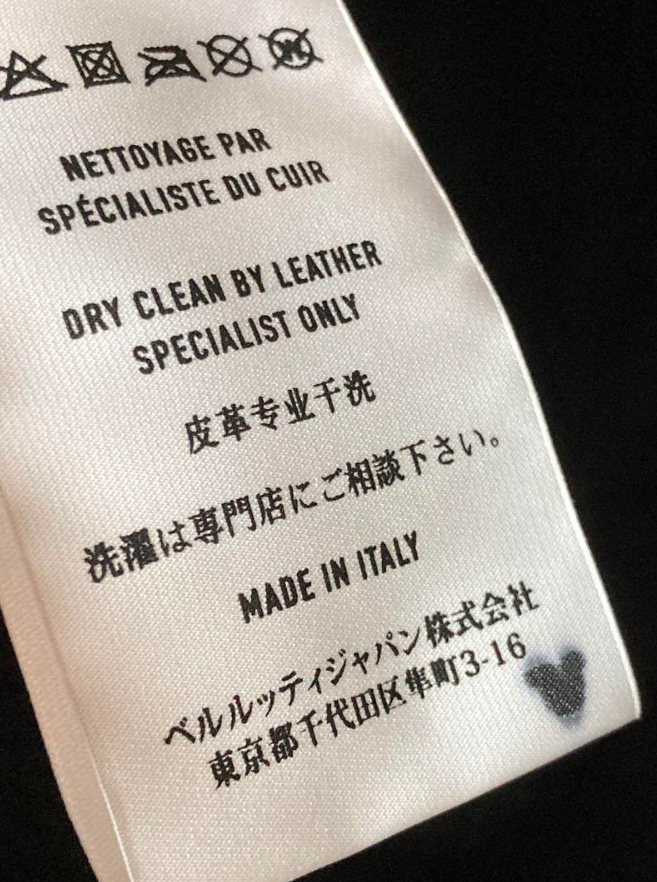 NETTOYAGE PAR
SPÉCIALISTE DU CUIR
DRY CLEAN BY LEATHER
SPECIALIST ONLY
皮革专业干洗
洗濯は専門店にご相談下さい。
MADE IN ITALY
ベルルッティジャパン株式会社
東京都千代田区隼町3-16